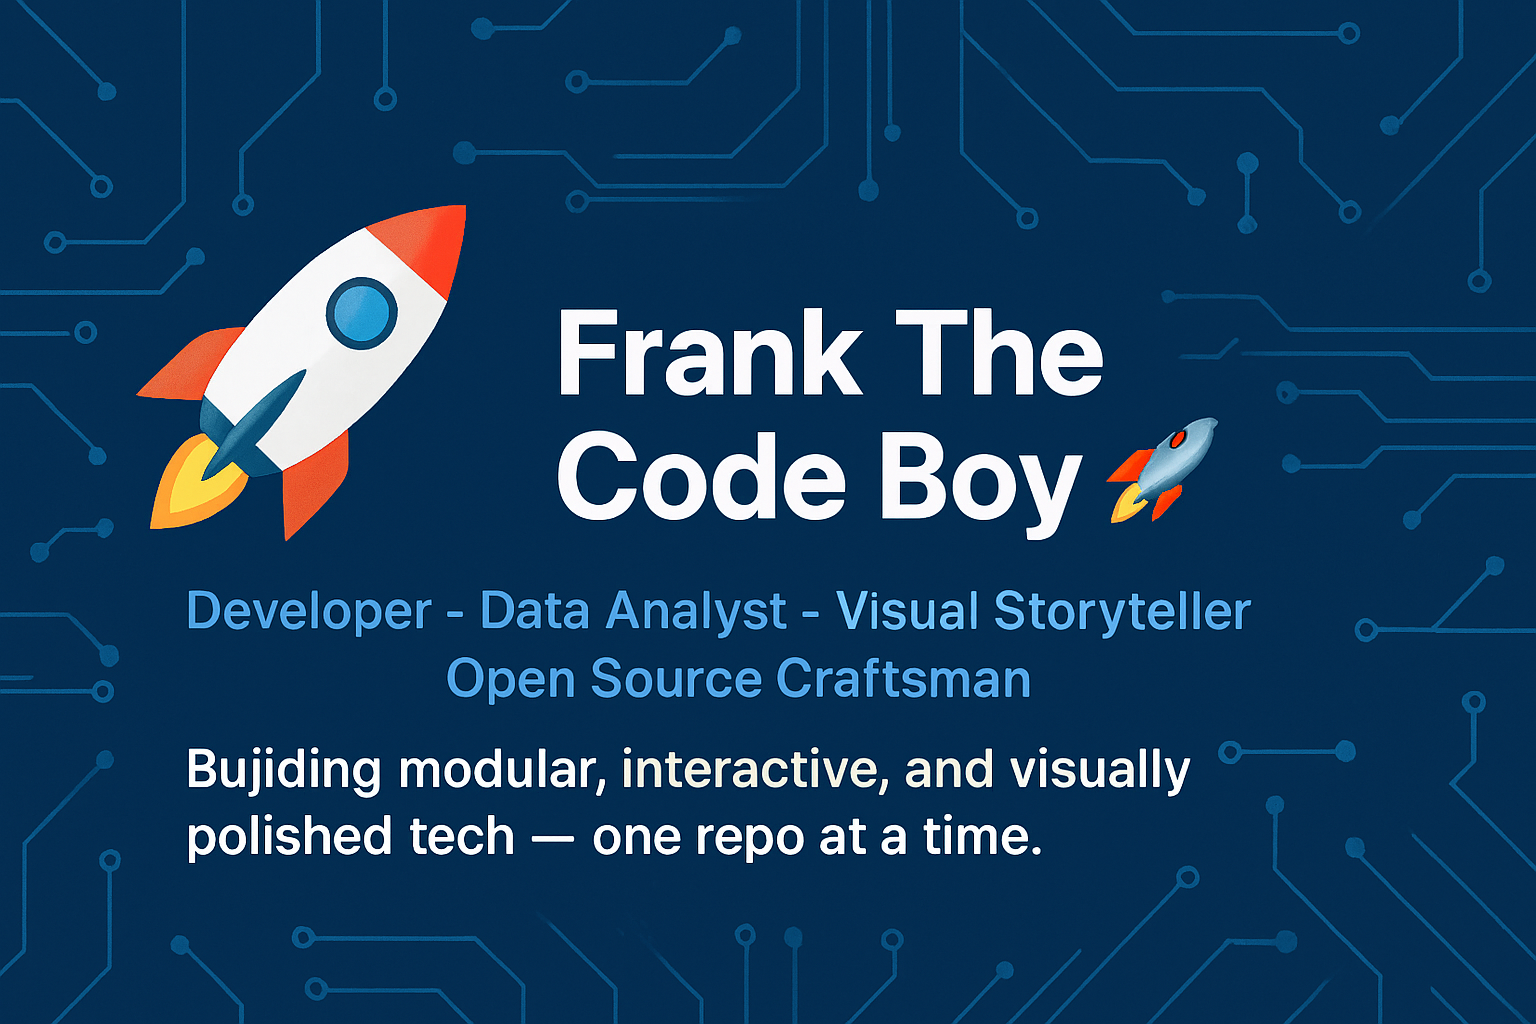 Frank The
Code Boy
Developer - Data Analyst - Visual Storyteller
Open Source Craftsman
Bujiding modular, interactive, and visually
polished tech — one repo at a time.